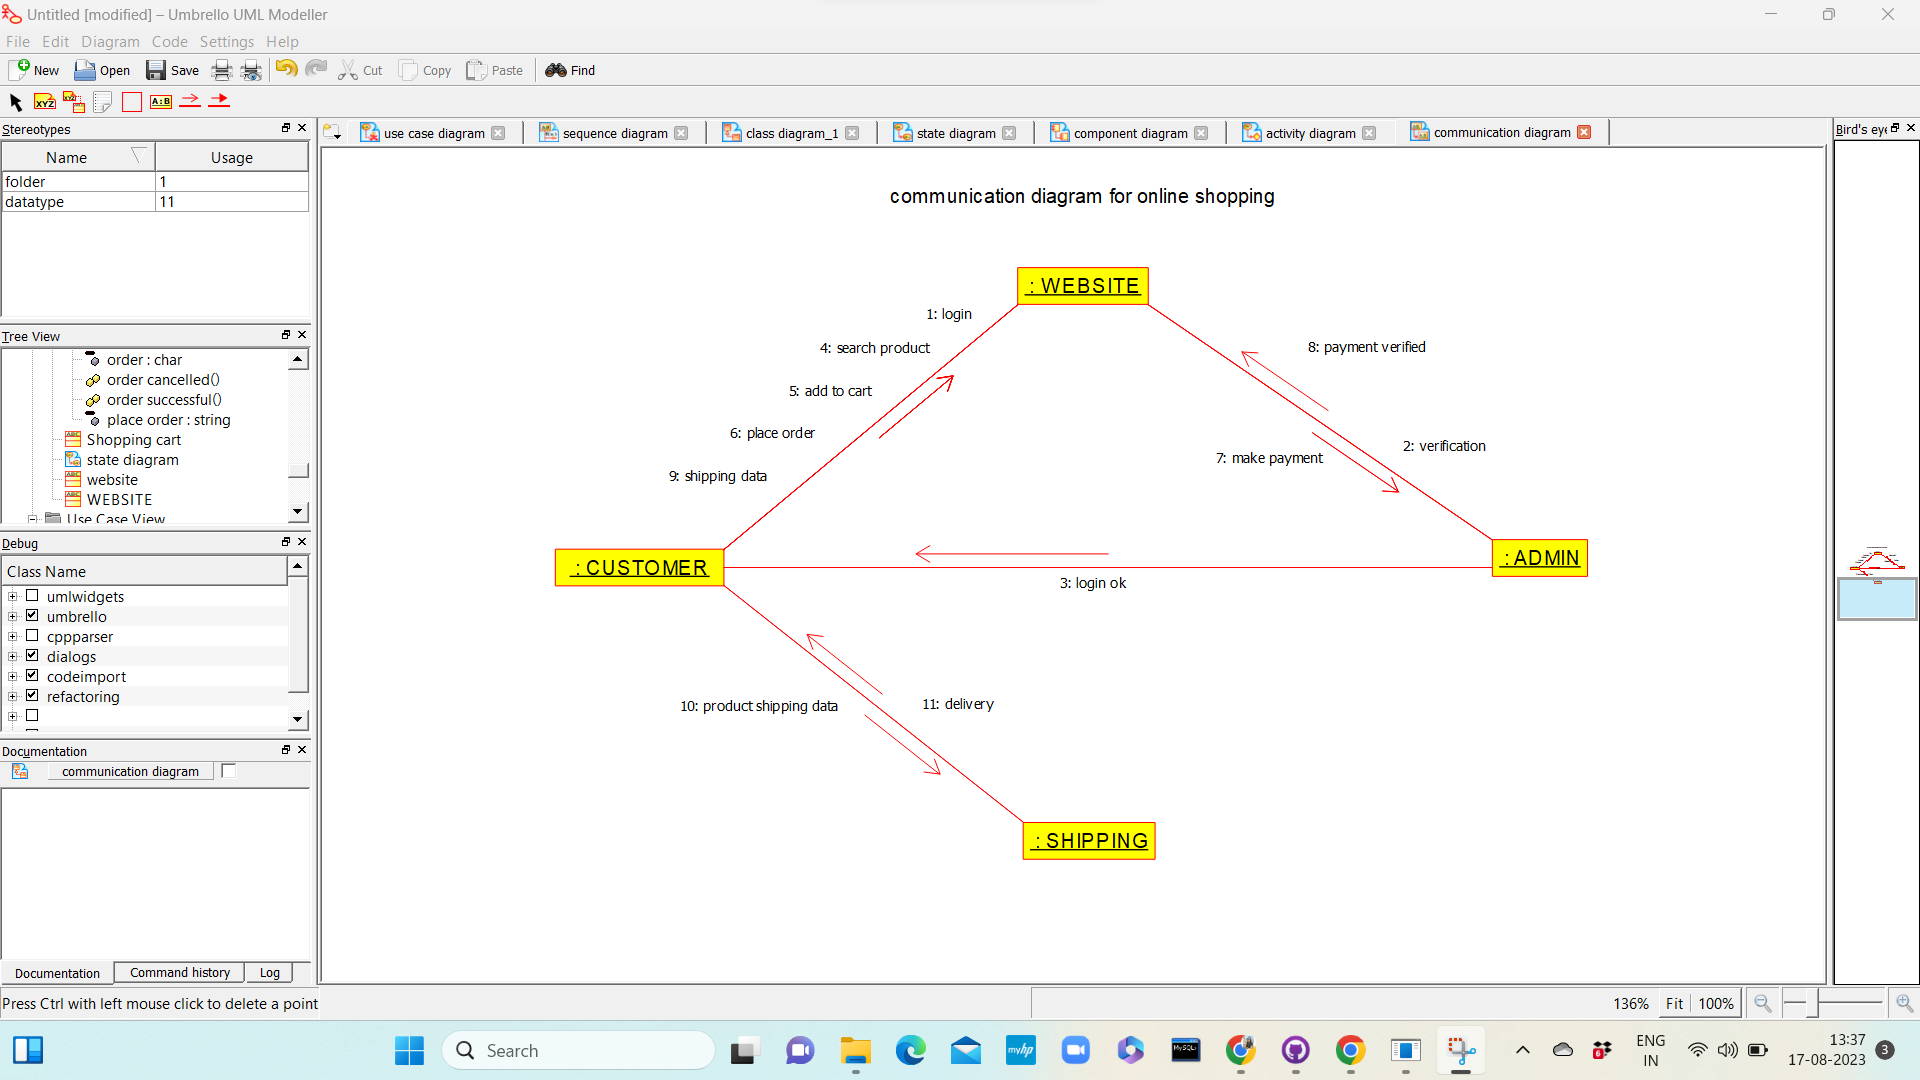 Untitled [modified] – Umbrello UML Modeller
File Edit Diagram Code Settings Help
New Open Save Cut Copy Paste Find
XYZ A:B
Stereotypes
Name Usage
folder 1
datatype 11
Tree View
order : char
order cancelled()
order successful()
place order : string
Shopping cart
state diagram
website
WEBSITE
Use Case View
Debug
Class Name
umlwidgets
umbrello
cppparser
dialogs
codeimport
refactoring
Documentation
communication diagram
Documentation Command history Log
Press Ctrl with left mouse click to delete a point
use case diagram sequence diagram class diagram_1 state diagram component diagram activity diagram communication diagram
Bird's eye
communication diagram for online shopping
: WEBSITE
1: login
4: search product
5: add to cart
6: place order
9: shipping data
8: payment verified
2: verification
7: make payment
: CUSTOMER
: ADMIN
3: login ok
10: product shipping data
11: delivery
: SHIPPING
136% Fit 100%
Search
myhp
MySQL
6
ENG
IN
13:37
17-08-2023
3